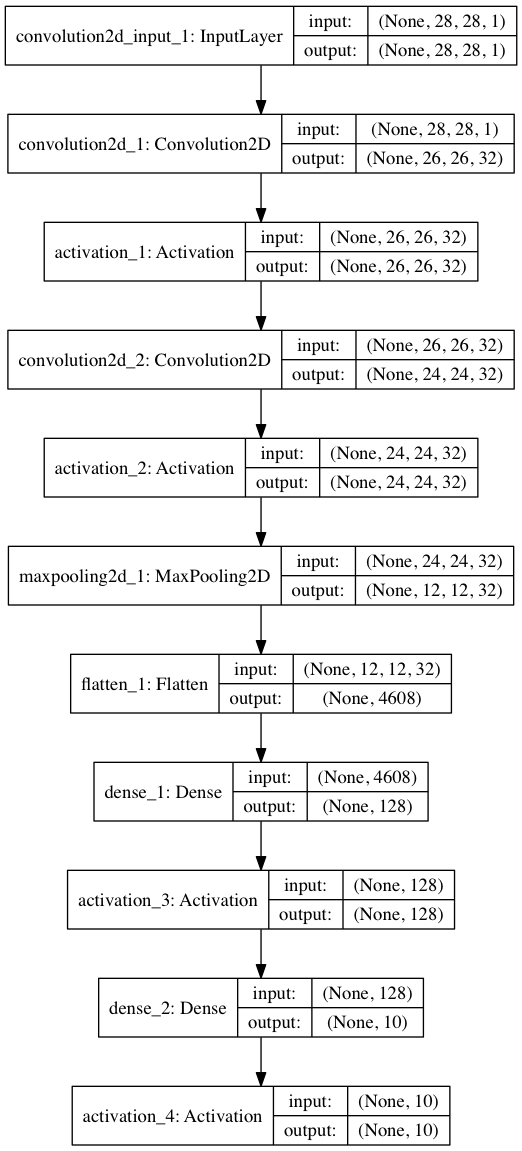 convolution2d_input_1: InputLayer
input: (None, 28, 28, 1)
output: (None, 28, 28, 1)
convolution2d_1: Convolution2D
input: (None, 28, 28, 1)
output: (None, 26, 26, 32)
activation_1: Activation
input: (None, 26, 26, 32)
output: (None, 26, 26, 32)
convolution2d_2: Convolution2D
input: (None, 26, 26, 32)
output: (None, 24, 24, 32)
activation_2: Activation
input: (None, 24, 24, 32)
output: (None, 24, 24, 32)
maxpooling2d_1: MaxPooling2D
input: (None, 24, 24, 32)
output: (None, 12, 12, 32)
flatten_1: Flatten
input: (None, 12, 12, 32)
output: (None, 4608)
dense_1: Dense
input: (None, 4608)
output: (None, 128)
activation_3: Activation
input: (None, 128)
output: (None, 128)
dense_2: Dense
input: (None, 128)
output: (None, 10)
activation_4: Activation
input: (None, 10)
output: (None, 10)